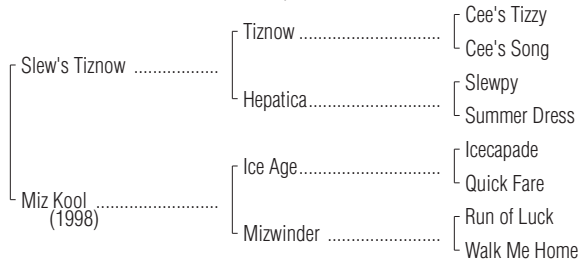 Cee's Tizzy
Tiznow ..............................
Cee's Song
Slew's Tiznow ..................
Slewpy
Hepatica............................
Summer Dress
Icecapade
Ice Age..............................
Quick Fare
Miz Kool ..........................
(1998)
Run of Luck
Mizwinder ........................
Walk Me Home